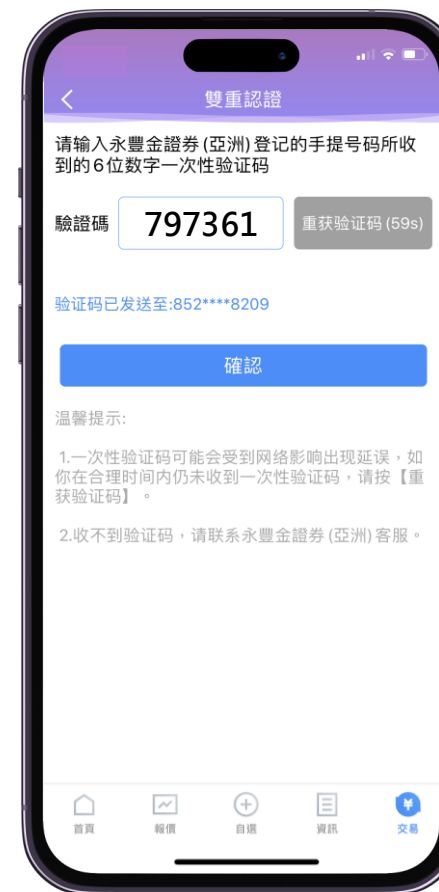 雙重認證
请输入永豐金證券(亞洲)登记的手提号码所收
到的6位数字一次性验证码
驗證碼 797361 重获验证码(59s)
验证码已发送至:852****8209
確認
温馨提示:
1.一次性验证码可能会受到网络影响出现延误，如
你在合理时间内仍未收到一次性验证码，请按【重
获验证码】。
2.收不到验证码，请联系永豐金證券(亞洲)客服。
首頁 報價 自選 資訊 交易